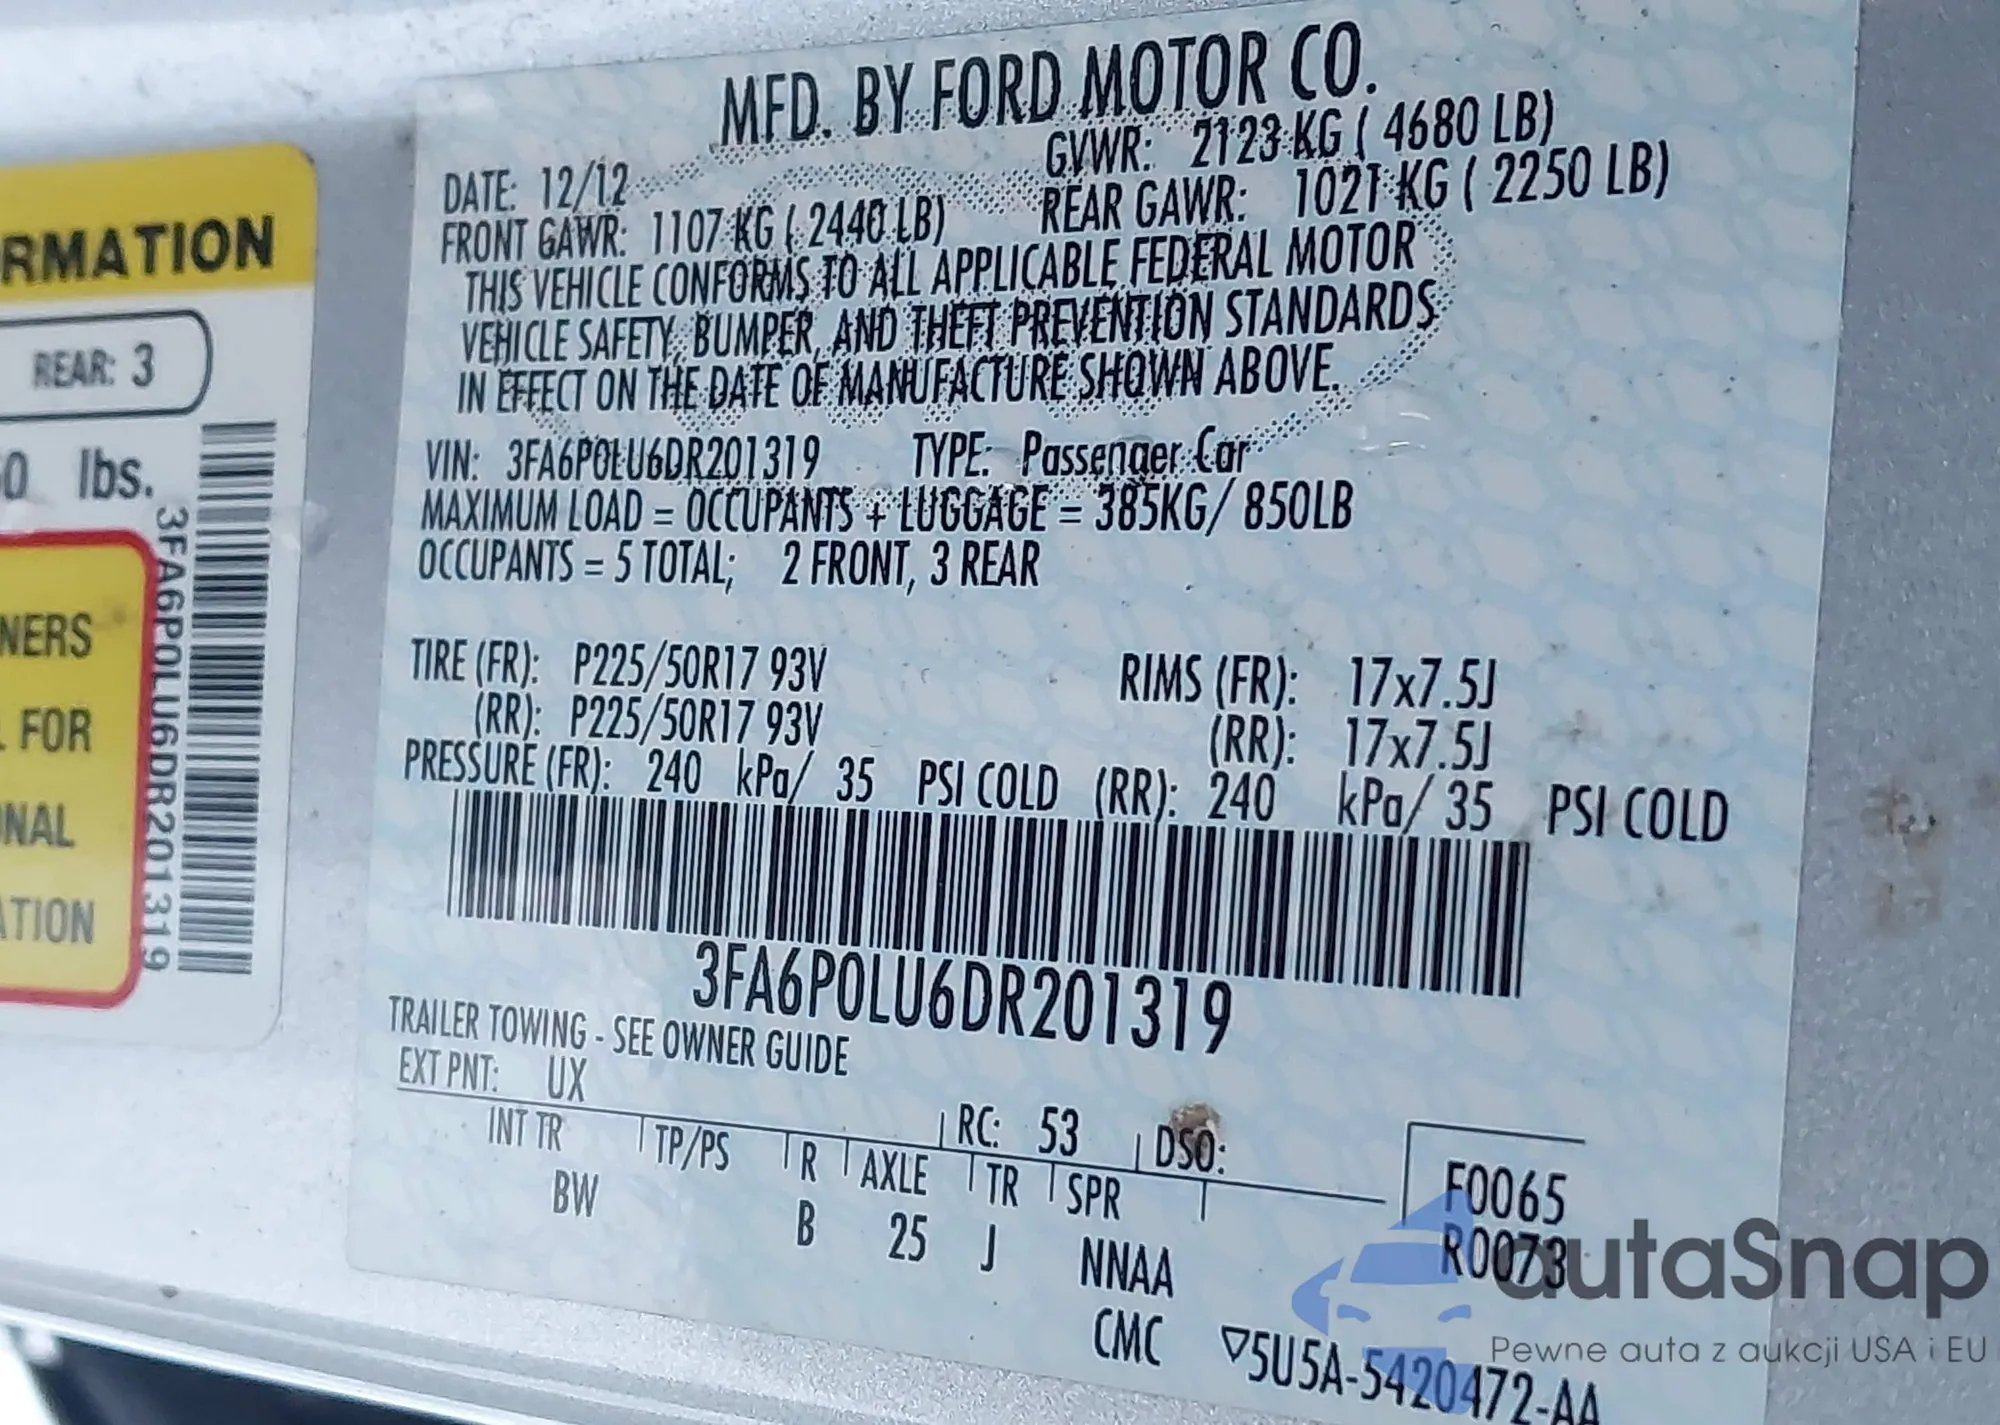 RMATION
REAR: 3
0 lbs.
NERS
FOR
NAL
ATION
3FA6P0LU6DR201319
MFD. BY FORD MOTOR CO.
DATE: 12/12 GVWR: 2123 KG ( 4680 LB)
FRONT GAWR: 1107 KG ( 2440 LB) REAR GAWR: 1021 KG ( 2250 LB)
THIS VEHICLE CONFORMS TO ALL APPLICABLE FEDERAL MOTOR
VEHICLE SAFETY, BUMPER, AND THEFT PREVENTION STANDARDS
IN EFFECT ON THE DATE OF MANUFACTURE SHOWN ABOVE.
VIN: 3FA6P0LU6DR201319 TYPE: Passenger Car
MAXIMUM LOAD = OCCUPANTS + LUGGAGE = 385KG/ 850LB
OCCUPANTS = 5 TOTAL; 2 FRONT, 3 REAR
TIRE (FR): P225/50R17 93V RIMS (FR): 17x7.5J
(RR): P225/50R17 93V (RR): 17x7.5J
PRESSURE (FR): 240 kPa/ 35 PSI COLD (RR): 240 kPa/ 35 PSI COLD
3FA6P0LU6DR201319
TRAILER TOWING - SEE OWNER GUIDE
EXT PNT: UX RC: 53 DSO:
INT TR TP/PS R AXLE TR SPR
BW B 25 J NNAA
F0065
R0073
CMC ▽5U5A-5420472-AA
autaSnap
Pewne auta z aukcji USA i EU